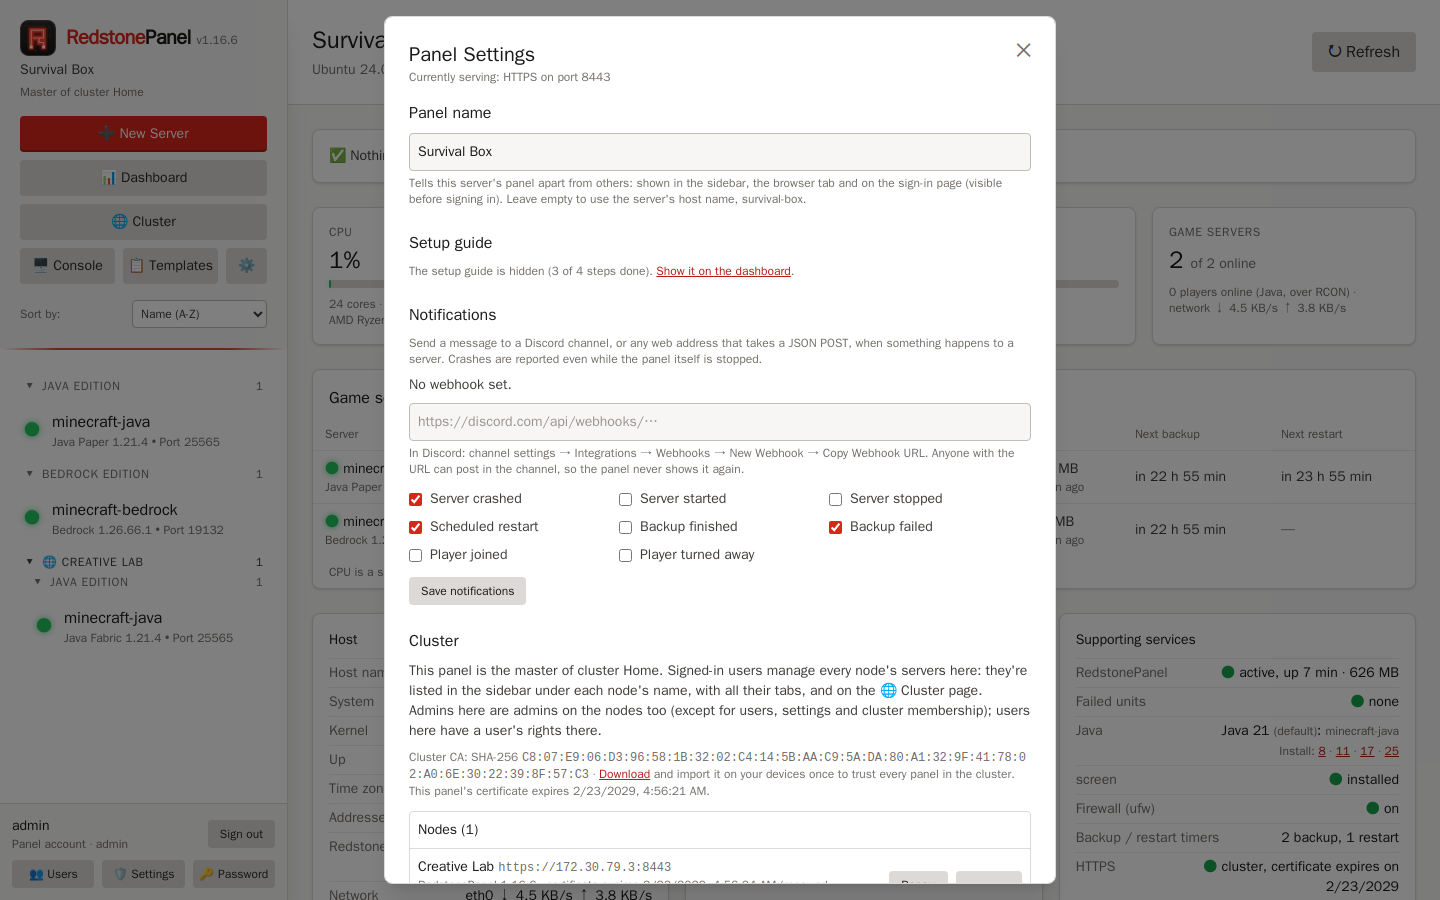 RedstonePanel v1.16.6
Survival Box
Master of cluster Home
➕ New Server
📊 Dashboard
🌐 Cluster
🖥️ Console
📋 Templates
⚙️
Sort by:
Name (A-Z)
▼ JAVA EDITION 1
minecraft-java
Java Paper 1.21.4 • Port 25565
▼ BEDROCK EDITION 1
minecraft-bedrock
Bedrock 1.26.66.1 • Port 19132
▼ 🌐 CREATIVE LAB 1
▼ JAVA EDITION 1
minecraft-java
Java Fabric 1.21.4 • Port 25565
admin
Panel account · admin
Sign out
👥 Users
🛡️ Settings
🔑 Password
Ubuntu 24.0
↻ Refresh
CPU
1%
24 cores ·
AMD Ryze
GAME SERVERS
2 of 2 online
0 players online (Java, over RCON) ·
network ↓ 4.5 KB/s ↑ 3.8 KB/s
Server
Next backup
Next restart
Java Paper
MB
n ago
in 22 h 55 min
in 23 h 55 min
Bedrock 1.
MB
n ago
in 22 h 55 min
—
CPU is a s
Host
System
Kernel
Up
Network
eth0 ↓ 4.5 KB/s ↑ 3.8 KB/s
Supporting services
RedstonePanel
active, up 7 min · 626 MB
Failed units
none
Java
Java 21 (default): minecraft-java
Install: 8 · 11 · 17 · 25
screen
installed
Firewall (ufw)
on
Backup / restart timers
2 backup, 1 restart
HTTPS
cluster, certificate expires on
2/23/2029
Panel Settings
Currently serving: HTTPS on port 8443
Panel name
Survival Box
Tells this server's panel apart from others: shown in the sidebar, the browser tab and on the sign-in page (visible
before signing in). Leave empty to use the server's host name, survival-box.
Setup guide
The setup guide is hidden (3 of 4 steps done). Show it on the dashboard.
Notifications
Send a message to a Discord channel, or any web address that takes a JSON POST, when something happens to a
server. Crashes are reported even while the panel itself is stopped.
No webhook set.
https://discord.com/api/webhooks/⋯
In Discord: channel settings → Integrations → Webhooks → New Webhook → Copy Webhook URL. Anyone with the
URL can post in the channel, so the panel never shows it again.
Server crashed
Server started
Server stopped
Scheduled restart
Backup finished
Backup failed
Player joined
Player turned away
Save notifications
Cluster
This panel is the master of cluster Home. Signed-in users manage every node's servers here: they're
listed in the sidebar under each node's name, with all their tabs, and on the 🌐 Cluster page.
Admins here are admins on the nodes too (except for users, settings and cluster membership); users
here have a user's rights there.
Cluster CA: SHA-256 C8:07:E9:06:D3:96:58:1B:32:02:C4:14:5B:AA:C9:5A:DA:80:A1:32:9F:41:78:0
2:A0:6E:30:22:39:8F:57:C3 · Download and import it on your devices once to trust every panel in the cluster.
This panel's certificate expires 2/23/2029, 4:56:21 AM.
Nodes (1)
Creative Lab https://172.30.79.3:8443